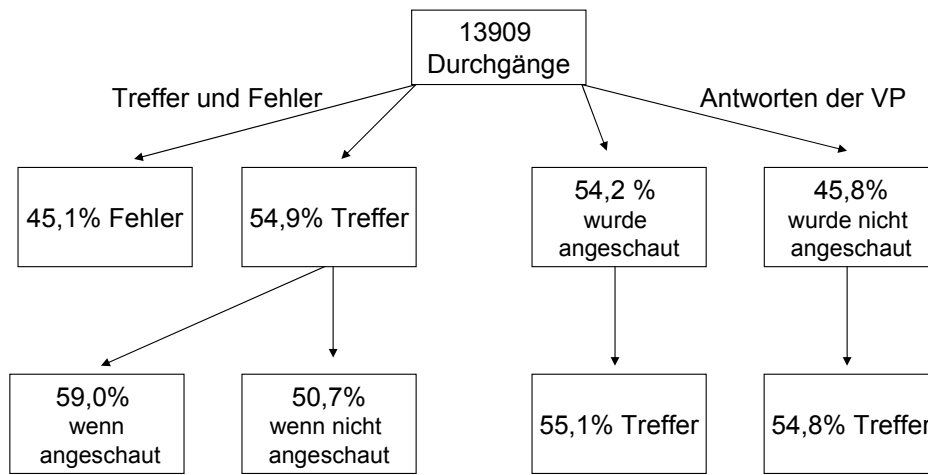 13909
Durchgänge
Treffer und Fehler
Antworten der VP
45,1% Fehler
54,9% Treffer
54,2 %
wurde
angeschaut
45,8%
wurde nicht
angeschaut
59,0%
wenn
angeschaut
50,7%
wenn nicht
angeschaut
55,1% Treffer
54,8% Treffer